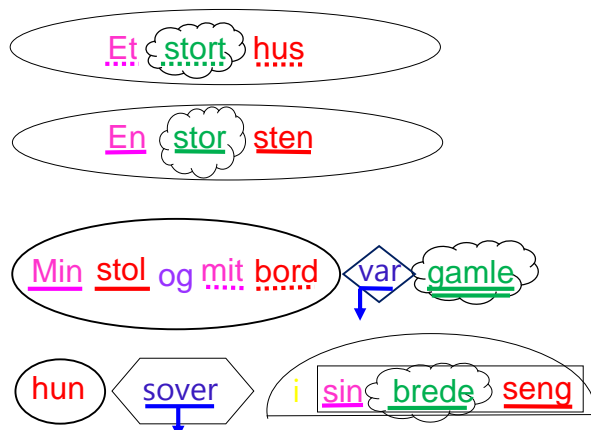 Et stort hus
En stor sten
Min stol og mit bord var gamle
hun sover i sin brede seng